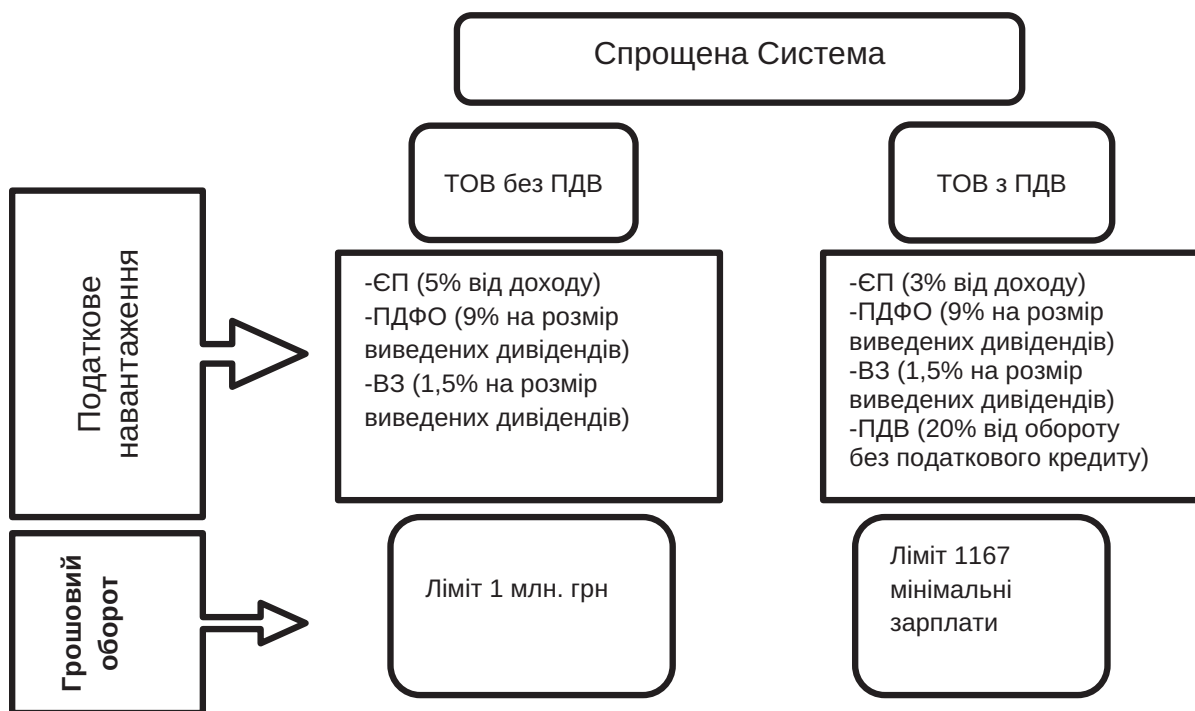 Спрощена Система
ТОВ без ПДВ
ТОВ з ПДВ
Податкове
навантаження
-ЄП (5% від доходу)
-ПДФО (9% на розмір
виведених дивідендів)
-ВЗ (1,5% на розмір
виведених дивідендів)
-ЄП (3% від доходу)
-ПДФО (9% на розмір
виведених дивідендів)
-ВЗ (1,5% на розмір
виведених дивідендів)
-ПДВ (20% від обороту
без податкового кредиту)
Грошовий
оборот
Ліміт 1 млн. грн
Ліміт 1167
мінімальні
зарплати